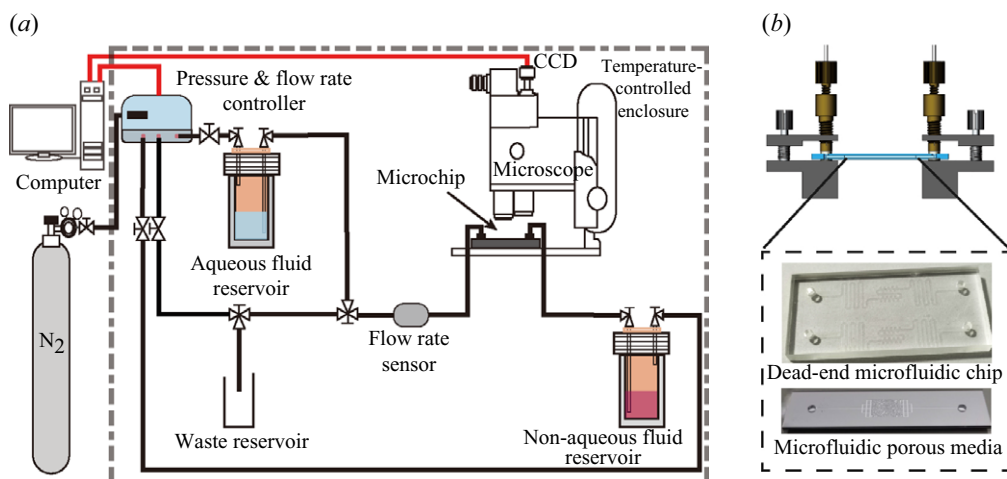 (a)
(b)
CCD
Pressure & flow rate
controller
Temperature-
controlled
enclosure
Computer
Microscope
Microchip
Aqueous fluid
reservoir
N2
Flow rate
sensor
Waste reservoir
Non-aqueous fluid
reservoir
Dead-end microfluidic chip
Microfluidic porous media